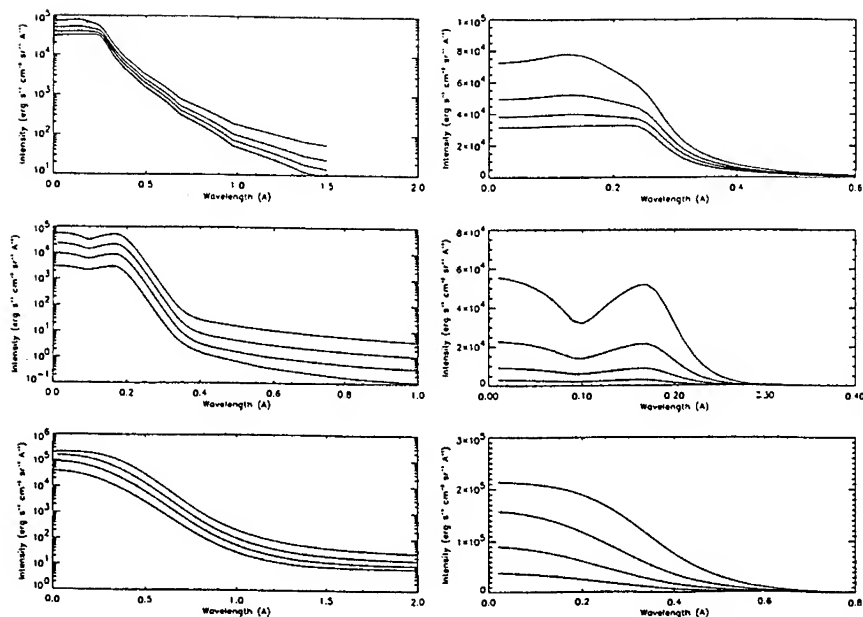 10⁵
10⁴
10³
10²
10¹
Intensity (erg s⁻¹ cm⁻² sr⁻¹ A⁻¹)
0.0 0.5 1.0 1.5 2.0
Wavelength (A)
1×10⁵
8×10⁴
6×10⁴
4×10⁴
2×10⁴
0
Intensity (erg s⁻¹ cm⁻² sr⁻¹ A⁻¹)
0.0 0.2 0.4 0.6
Wavelength (A)
10⁵
10⁴
10³
10²
10¹
10⁰
10⁻¹
Intensity (erg s⁻¹ cm⁻² sr⁻¹ A⁻¹)
0.0 0.2 0.4 0.6 0.8 1.0
Wavelength (A)
8×10⁴
6×10⁴
4×10⁴
2×10⁴
0
Intensity (erg s⁻¹ cm⁻² sr⁻¹ A⁻¹)
0.00 0.10 0.20 0.30 0.40
Wavelength (A)
10⁶
10⁵
10⁴
10³
10²
10¹
10⁰
Intensity (erg s⁻¹ cm⁻² sr⁻¹ A⁻¹)
0.0 0.5 1.0 1.5 2.0
Wavelength (A)
3×10⁵
2×10⁵
1×10⁵
0
Intensity (erg s⁻¹ cm⁻² sr⁻¹ A⁻¹)
0.0 0.2 0.4 0.6 0.8
Wavelength (A)